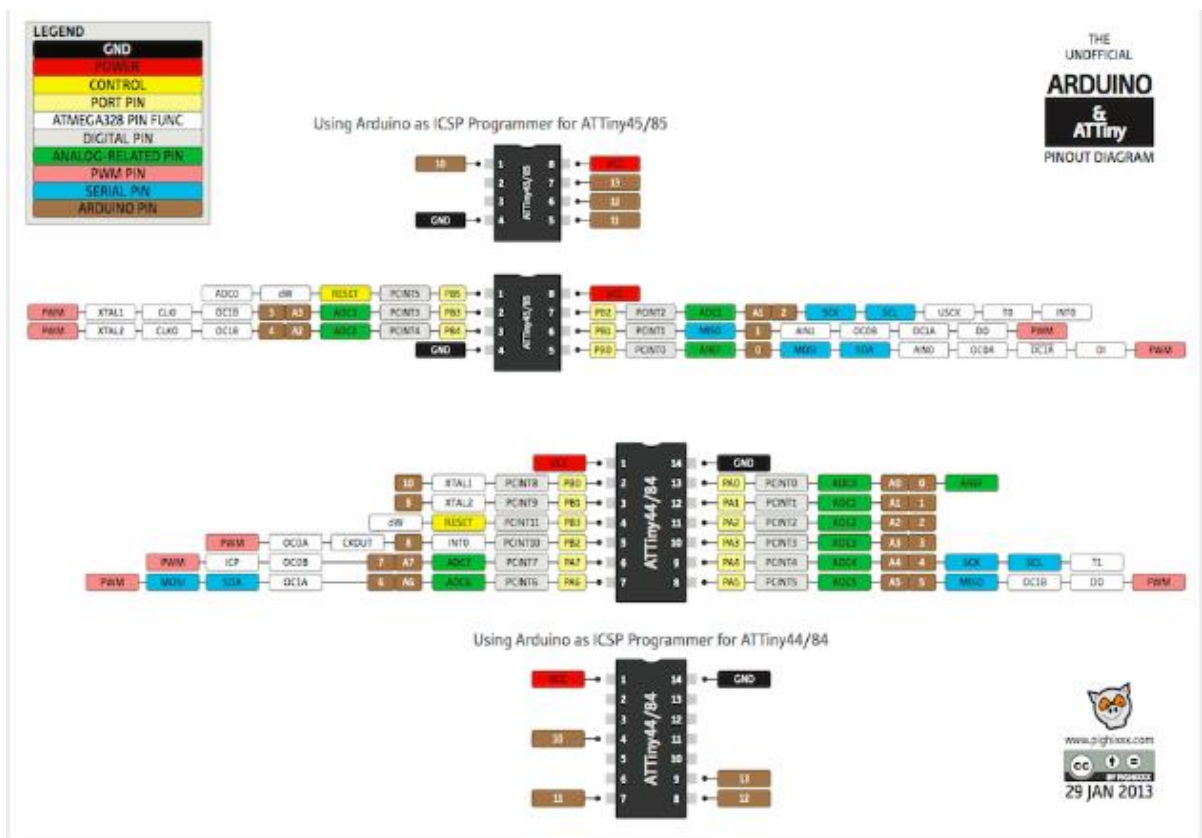 LEGEND
GND
POWER
CONTROL
PORT PIN
ATMEGA328 PIN FUNC
DIGITAL PIN
ANALOG-RELATED PIN
PWM PIN
SERIAL PIN
ARDUINO PIN
THE
UNOFFICIAL
ARDUINO
&
ATTiny
PINOUT DIAGRAM
Using Arduino as ICSP Programmer for ATTiny45/85
10 1 8 VCC
2 7 13
3 6 12
GND 4 5 11
ATTiny45/85
ADC0 dW RESET PCINT5 PB5 1 8 VCC
PWM XTAL1 CLKI OC1B 3 A3 ADC3 PCINT3 PB3 2 7 PB2 PCINT2 ADC1 A1 2 SCK SCL USCK T0 INT0
PWM XTAL2 CLKO OC1B 4 A2 ADC2 PCINT4 PB4 3 6 PB1 PCINT1 MISO 1 AIN1 OC0B OC1A DO PWM
GND 4 5 PB0 PCINT0 AREF 0 MOSI SDA AIN0 OC0A OC1A DI PWM
ATTiny45/85
VCC 1 14 GND
10 XTAL1 PCINT8 PB0 2 13 PA0 PCINT0 ADC0 A0 0 AREF
9 XTAL2 PCINT9 PB1 3 12 PA1 PCINT1 ADC1 A1 1
dW RESET PCINT11 PB3 4 11 PA2 PCINT2 ADC2 A2 2
PWM OC0A CKOUT 8 INT0 PCINT10 PB2 5 10 PA3 PCINT3 ADC3 A3 3
PWM ICP OC0B 7 A7 ADC7 PCINT7 PA7 6 9 PA4 PCINT4 ADC4 A4 4 SCK SCL T1
PWM MOSI SDA OC1A 6 A6 ADC6 PCINT6 PA6 7 8 PA5 PCINT5 ADC5 A5 5 MISO OC1B DO PWM
ATTiny44/84
Using Arduino as ICSP Programmer for ATTiny44/84
VCC 1 14 GND
2 13
3 12
10 4 11
5 10
6 9 13
11 7 8 12
ATTiny44/84
www.pighixxx.com
cc
BY PIGHIXXX
29 JAN 2013